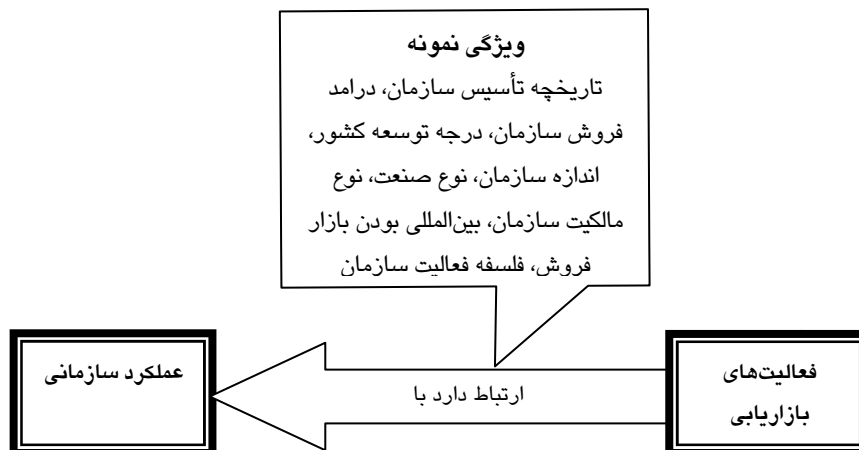 ویژگی نمونه
تاریخچه تأسیس سازمان، درامد
فروش سازمان، درجه توسعه کشور،
اندازه سازمان، نوع صنعت، نوع
مالکیت سازمان، بین‌المللی بودن بازار
فروش، فلسفه فعالیت سازمان
فعالیت‌های
بازاریابی
ارتباط دارد با
عملکرد سازمانی